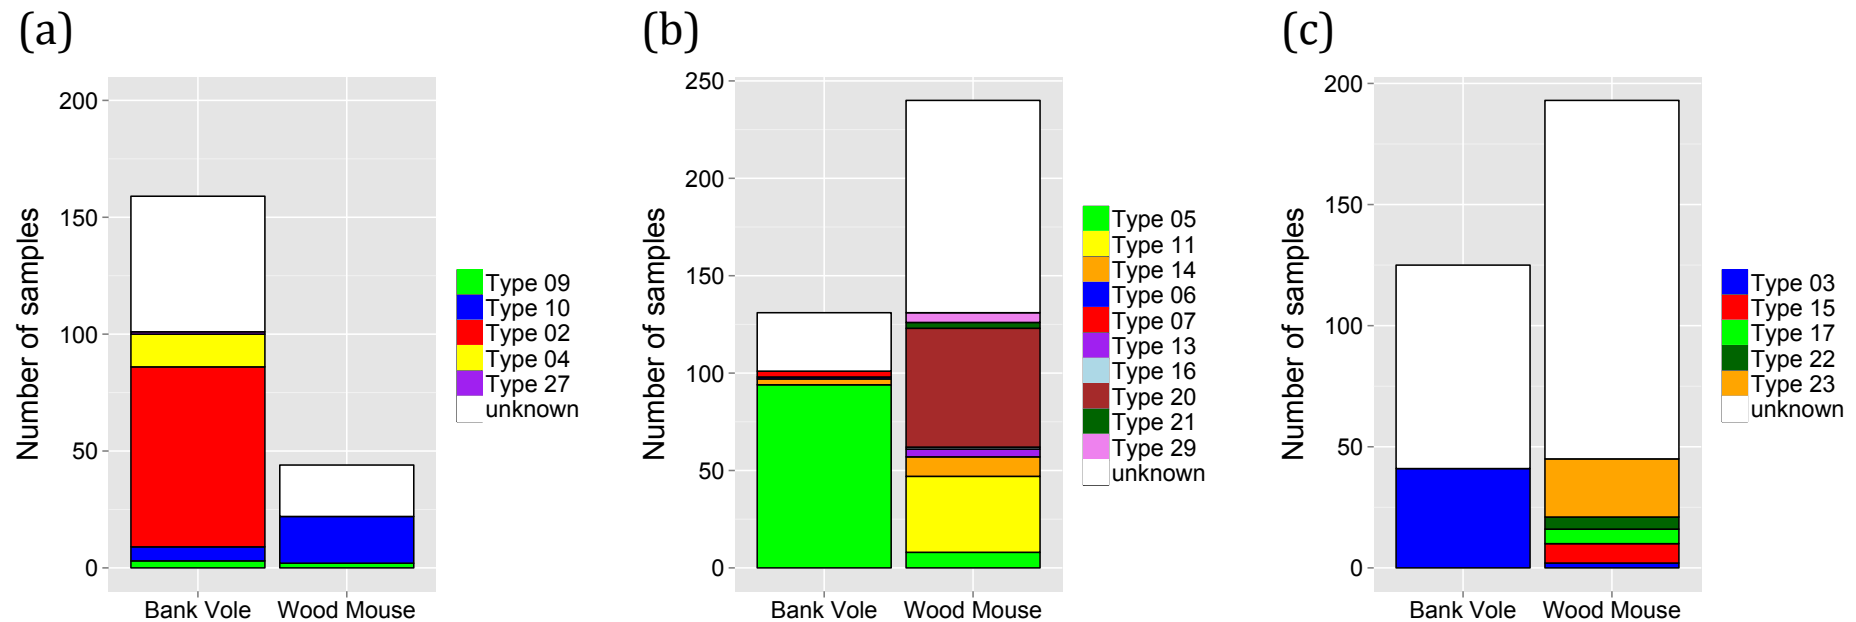 (a)
Number of samples
200
150
100
50
0
Bank Vole
Wood Mouse
Type 09
Type 10
Type 02
Type 04
Type 27
unknown
(b)
Number of samples
250
200
150
100
50
0
Bank Vole
Wood Mouse
Type 05
Type 11
Type 14
Type 06
Type 07
Type 13
Type 16
Type 20
Type 21
Type 29
unknown
(c)
Number of samples
200
150
100
50
0
Bank Vole
Wood Mouse
Type 03
Type 15
Type 17
Type 22
Type 23
unknown